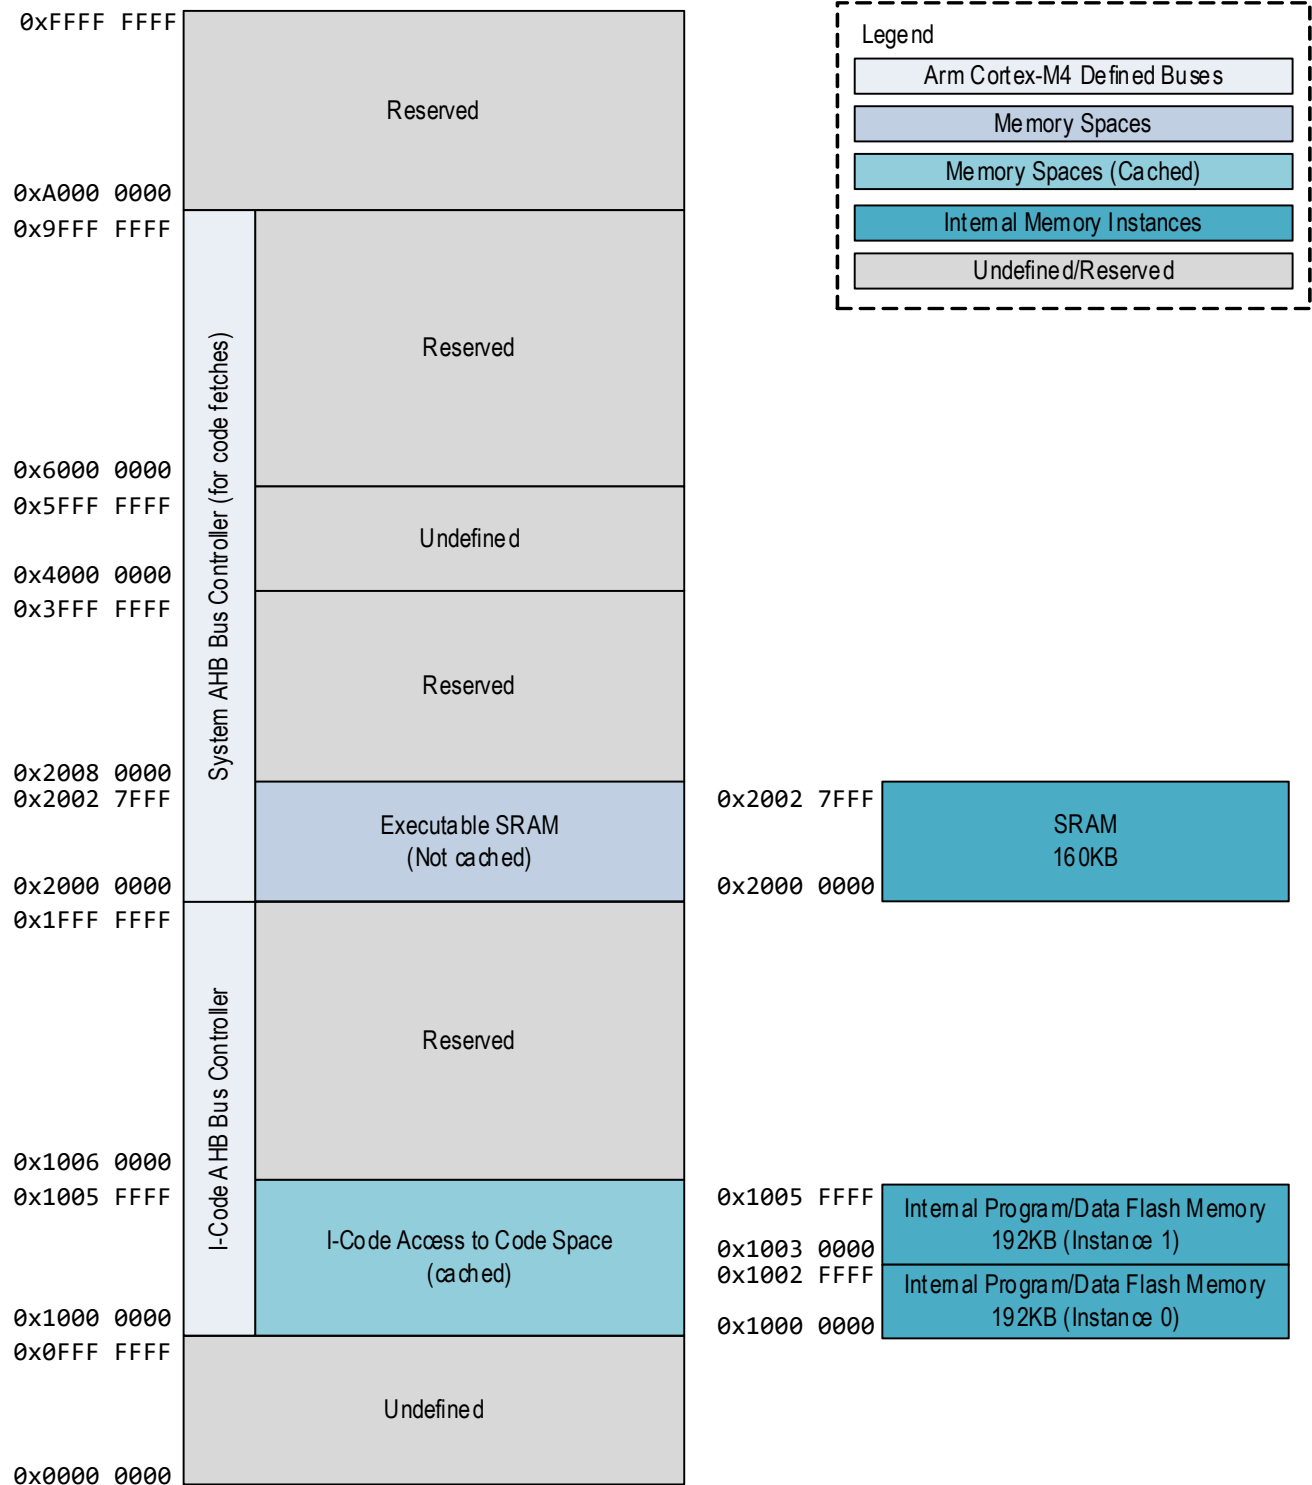 0xFFFF FFFF
Reserved
0xA000 0000
0x9FFF FFFF
System AHB Bus Controller (for code fetches)
Reserved
0x6000 0000
0x5FFF FFFF
Undefined
0x4000 0000
0x3FFF FFFF
Reserved
0x2008 0000
0x2002 7FFF
Executable SRAM
(Not cached)
0x2000 0000
0x1FFF FFFF
I-Code AHB Bus Controller
Reserved
0x1006 0000
0x1005 FFFF
I-Code Access to Code Space
(cached)
0x1000 0000
0x0FFF FFFF
Undefined
0x0000 0000
Legend
Arm Cortex-M4 Defined Buses
Memory Spaces
Memory Spaces (Cached)
Internal Memory Instances
Undefined/Reserved
0x2002 7FFF
SRAM
160KB
0x2000 0000
0x1005 FFFF
Internal Program/Data Flash Memory
192KB (Instance 1)
0x1003 0000
0x1002 FFFF
Internal Program/Data Flash Memory
192KB (Instance 0)
0x1000 0000